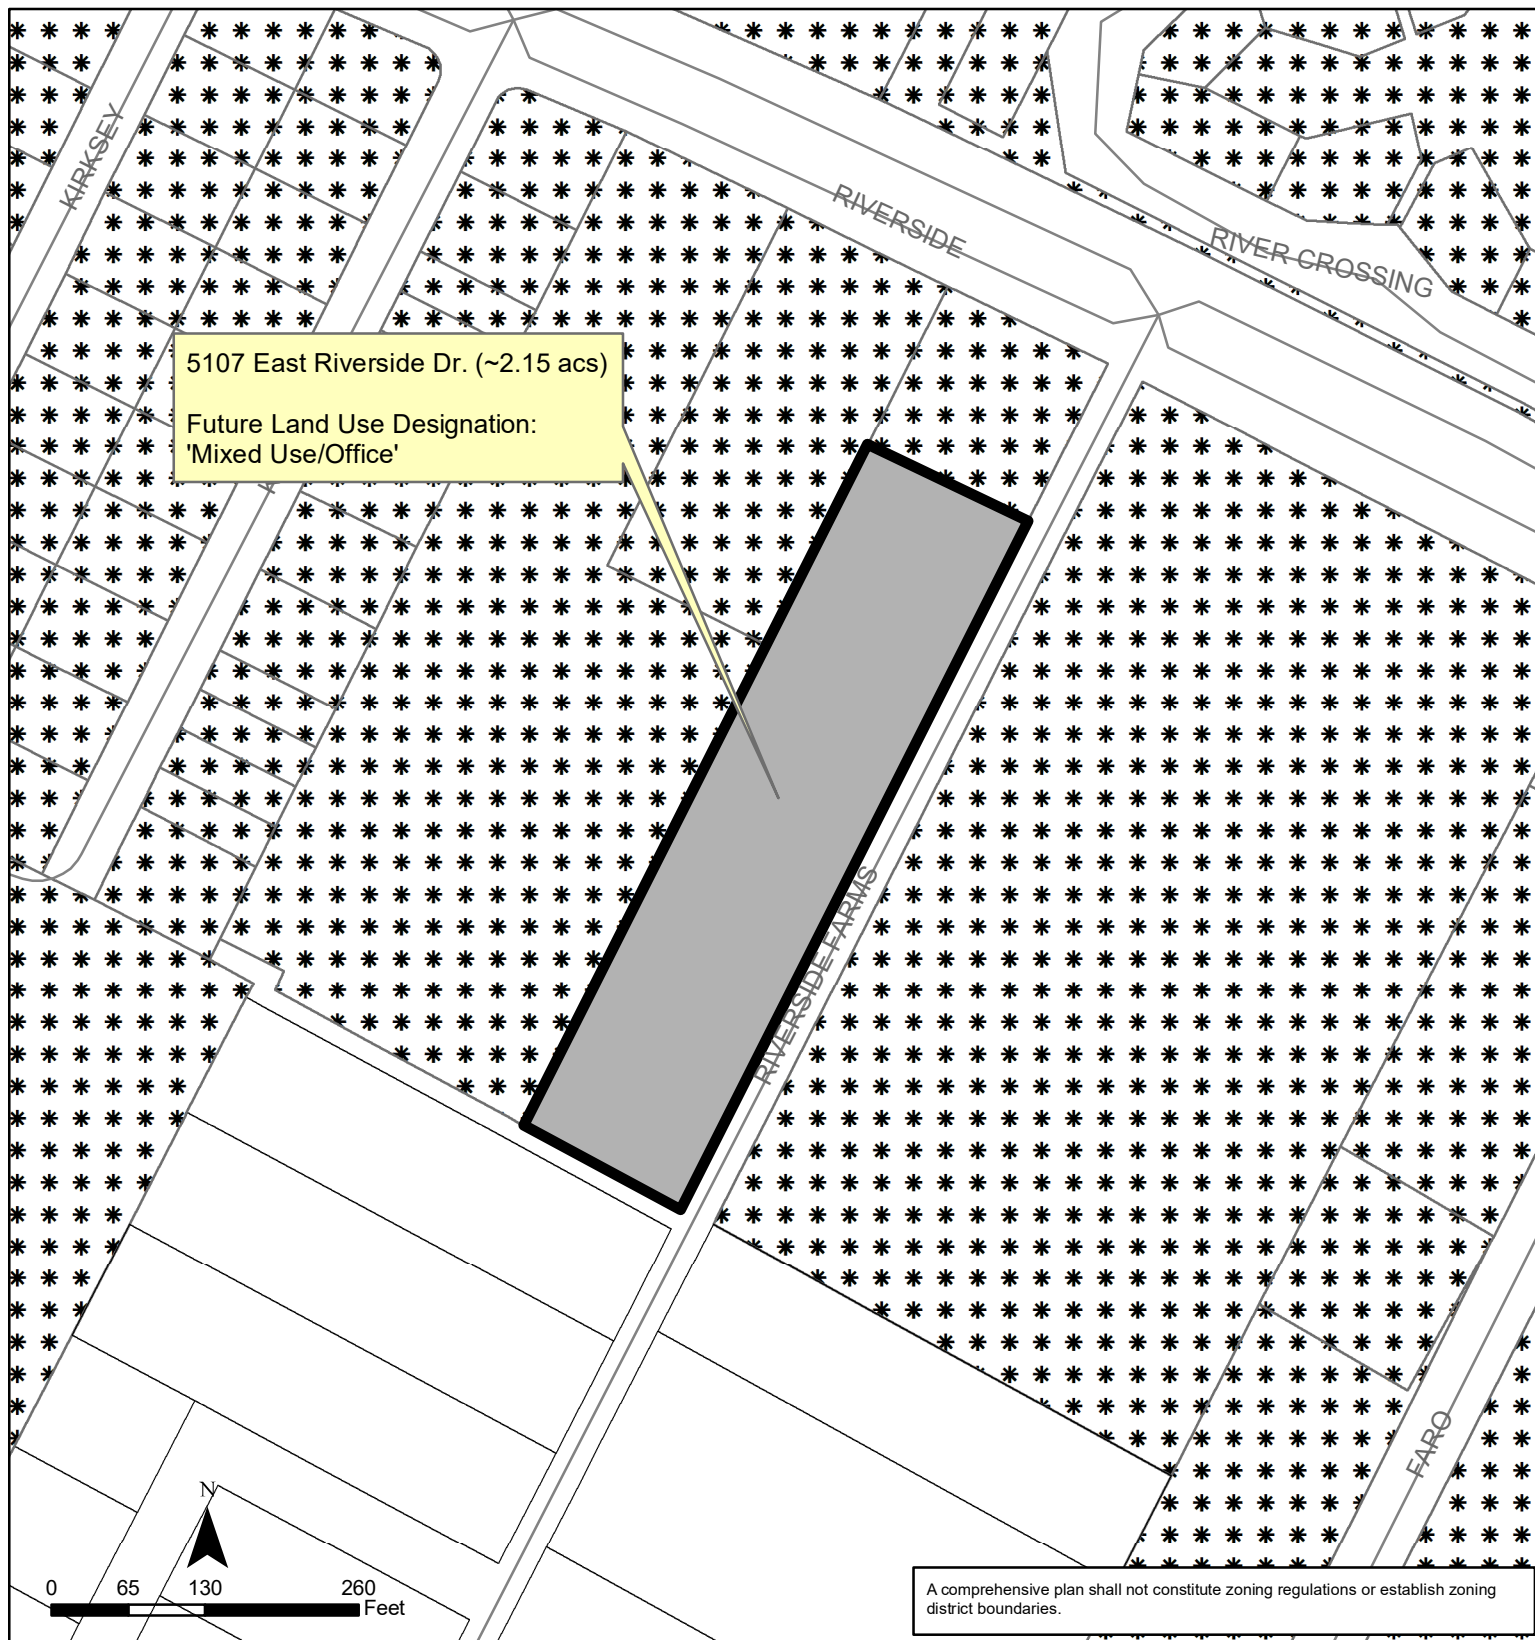 KIRKSEY
RIVERSIDE
RIVER CROSSING
5107 East Riverside Dr. (~2.15 acs)
Future Land Use Designation:
'Mixed Use/Office'
RIVERSIDE FARMS
FARO
N
0 65 130 260
Feet
A comprehensive plan shall not constitute zoning regulations or establish zoning
district boundaries.